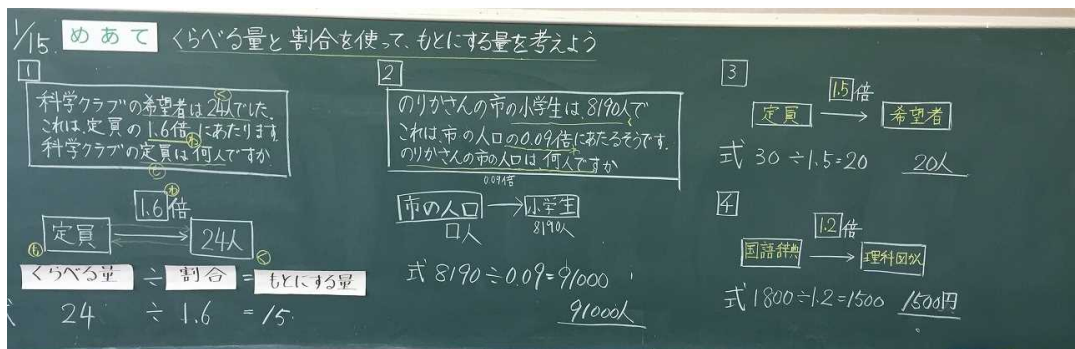 1/15. めあて くらべる量と割合を使って、もとにする量を考えよう
1
科学クラブの希望者は24人でした。
く
これは、定員の1.6倍にあたります
わ
科学クラブの定員は何人ですか
も
わ
1.6倍
定員 → 24人
も く
くらべる量 ÷ 割合 = もとにする量
24 ÷ 1.6 = 15
2
のりかさんの市の小学生は、8190人で
く
これは、市の人口の0.09倍にあたるそうです。
わ
のりかさんの市の人口は何人ですか
0.09倍
市の人口 → 小学生
□人 8190人
式 8190÷0.09=91000
91000人
3
1.5倍
定員 → 希望者
式 30÷1.5=20 20人
4
1.2倍
国語辞典 → 理科図かん
式 1800÷1.2=1500 1500円